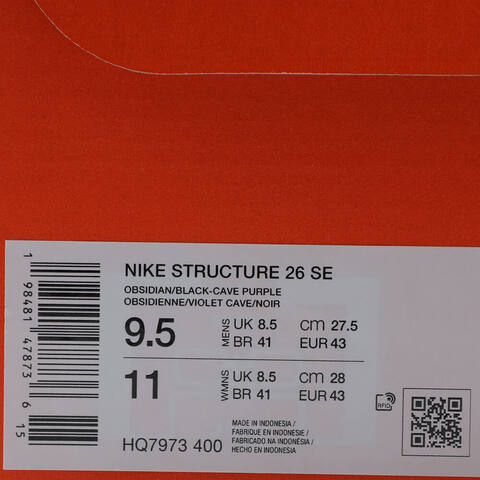 NIKE STRUCTURE 26 SE
OBSIDIAN/BLACK-CAVE PURPLE
OBSIDIENNE/VIOLET CAVE/NOIR
9.5 MENS UK 8.5 CM 27.5
BR 41 EUR 43
11 WMNS UK 8.5 CM 28
BR 41 EUR 43
HQ7973 400
MADE IN INDONESIA /
FABRIQUE EN INDONESIE /
FABRICADO NA INDONÉSIA /
HECHO EN INDONESIA
RFID
1 98481 47873 6 15